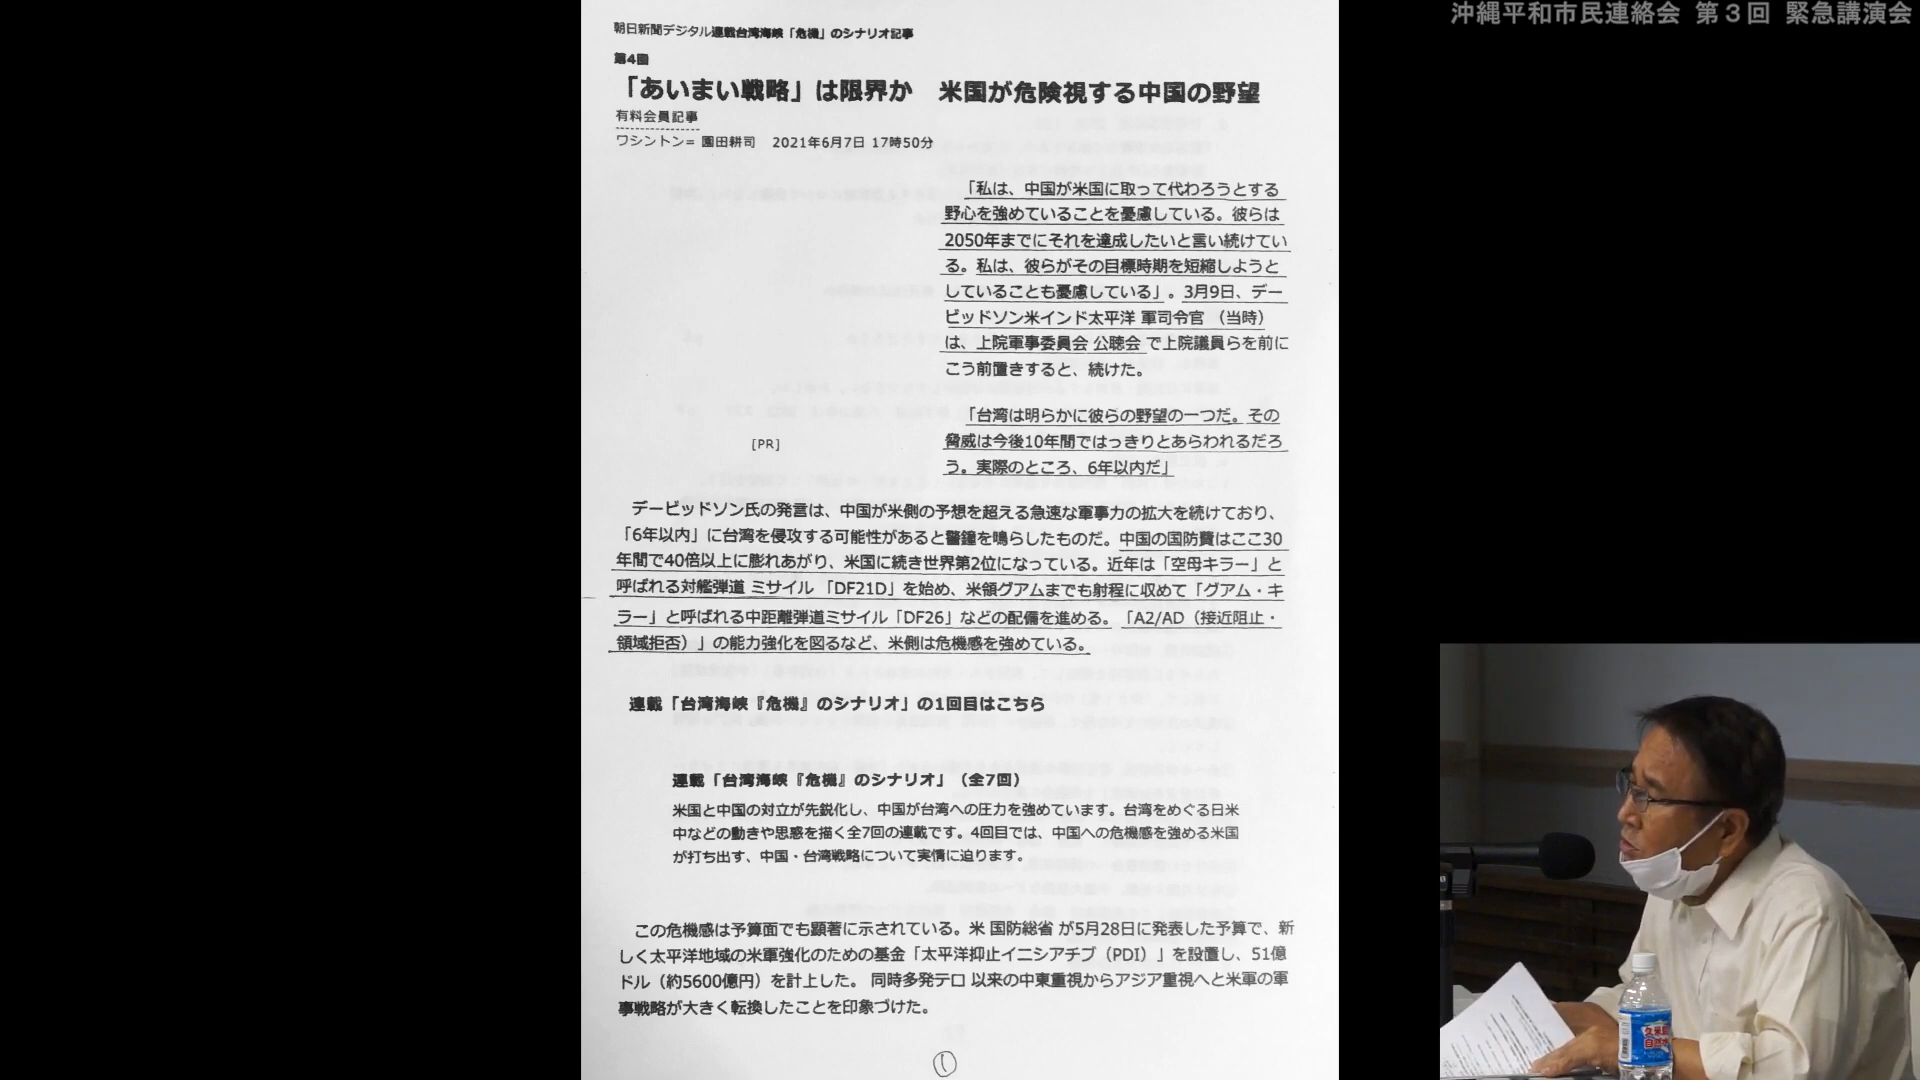 沖縄平和市民連絡会 第3回 緊急講演会
朝日新聞デジタル連載台湾海峡「危機」のシナリオ記事
第4回
「あいまい戦略」は限界か 米国が危険視する中国の野望
有料会員記事
ワシントン= 園田耕司 2021年6月7日 17時50分
「私は、中国が米国に取って代わろうとする
野心を強めていることを憂慮している。彼らは
2050年までにそれを達成したいと言い続けてい
る。私は、彼らがその目標時期を短縮しようと
していることも憂慮している」。3月9日、デー
ビッドソン米インド太平洋 軍司令官 （当時）
は、上院軍事委員会 公聴会 で上院議員らを前に
こう前置きすると、続けた。
「台湾は明らかに彼らの野望の一つだ。その
脅威は今後10年間ではっきりとあらわれるだろ
う。実際のところ、6年以内だ」
[PR]
デービッドソン氏の発言は、中国が米側の予想を超える急速な軍事力の拡大を続けており、
「6年以内」に台湾を侵攻する可能性があると警鐘を鳴らしたものだ。中国の国防費はここ30
年間で40倍以上に膨れあがり、米国に続き世界第2位になっている。近年は「空母キラー」と
呼ばれる対艦弾道 ミサイル 「DF21D」を始め、米領グアムまでも射程に収めて「グアム・キ
ラー」と呼ばれる中距離弾道ミサイル「DF26」などの配備を進める。「A2/AD（接近阻止・
領域拒否）」の能力強化を図るなど、米側は危機感を強めている。
連載「台湾海峡『危機』のシナリオ」の1回目はこちら
連載「台湾海峡『危機』のシナリオ」（全7回）
米国と中国の対立が先鋭化し、中国が台湾への圧力を強めています。台湾をめぐる日米
中などの動きや思惑を描く全7回の連載です。4回目では、中国への危機感を強める米国
が打ち出す、中国・台湾戦略について実情に迫ります。
この危機感は予算面でも顕著に示されている。米 国防総省 が5月28日に発表した予算で、新
しく太平洋地域の米軍強化のための基金「太平洋抑止イニシアチブ（PDI）」を設置し、51億
ドル（約5600億円）を計上した。 同時多発テロ 以来の中東重視からアジア重視へと米軍の軍
事戦略が大きく転換したことを印象づけた。
①